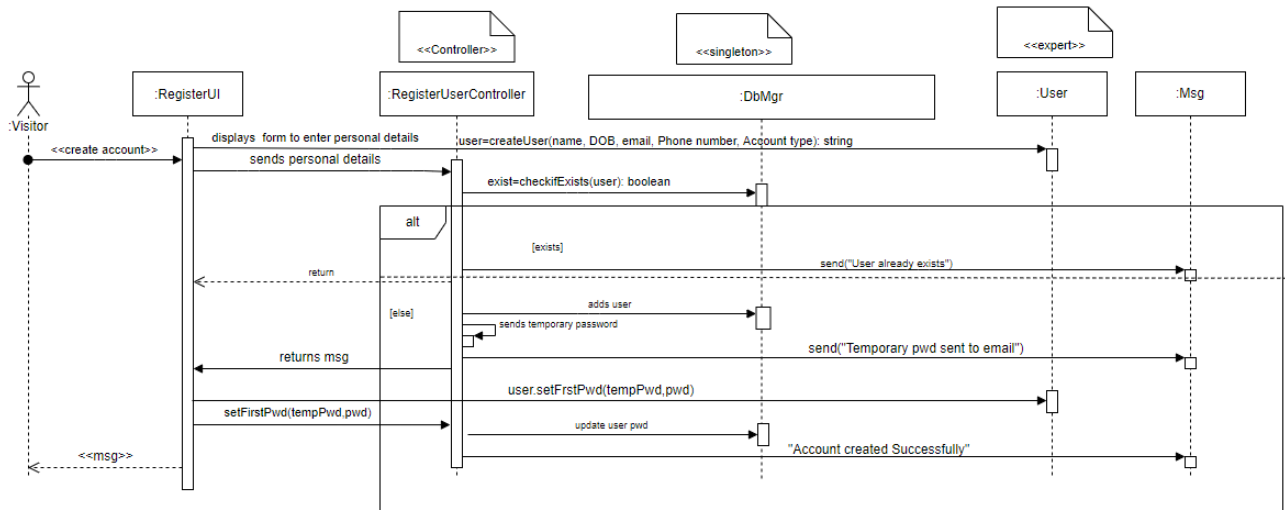 <<Controller>>
<<singleton>>
<<expert>>
:Visitor
:RegisterUI
:RegisterUserController
:DbMgr
:User
:Msg
displays form to enter personal details
user=createUser(name, DOB, email, Phone number, Account type): string
<<create account>>
sends personal details
exist=checkifExists(user): boolean
alt
[exists]
send("User already exists")
return
[else]
adds user
sends temporary password
returns msg
send("Temporary pwd sent to email")
user.setFrstPwd(tempPwd,pwd)
setFirstPwd(tempPwd,pwd)
update user pwd
"Account created Successfully"
<<msg>>